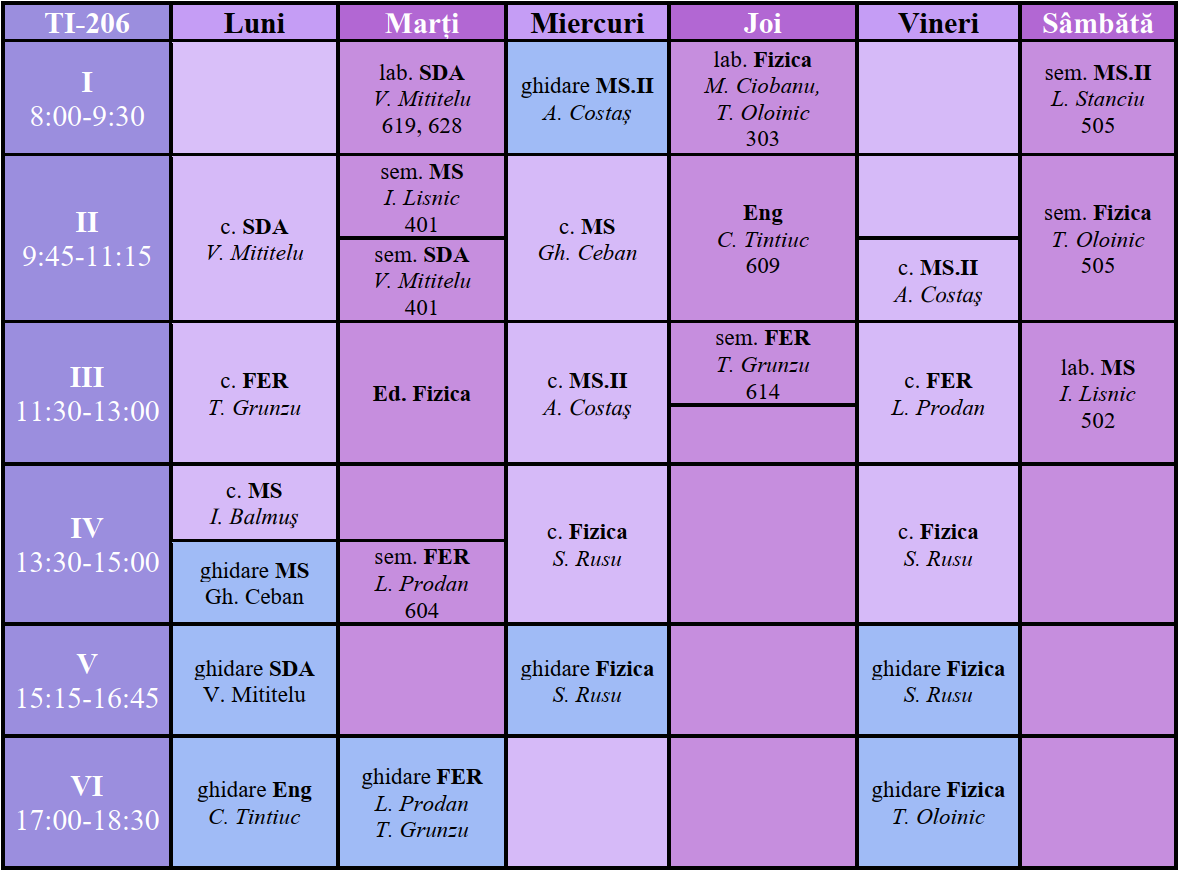 TI-206 Luni Marți Miercuri Joi Vineri Sâmbătă
I
8:00-9:30
lab. SDA
V. Mititelu
619, 628
ghidare MS.II
A. Costaș
lab. Fizica
M. Ciobanu,
T. Oloinic
303
sem. MS.II
L. Stanciu
505
II
9:45-11:15
c. SDA
V. Mititelu
sem. MS
I. Lisnic
401
sem. SDA
V. Mititelu
401
c. MS
Gh. Ceban
Eng
C. Tintiuc
609
c. MS.II
A. Costaş
sem. Fizica
T. Oloinic
505
III
11:30-13:00
c. FER
T. Grunzu
Ed. Fizica
c. MS.II
A. Costaş
sem. FER
T. Grunzu
614
c. FER
L. Prodan
lab. MS
I. Lisnic
502
IV
13:30-15:00
c. MS
I. Balmuş
ghidare MS
Gh. Ceban
sem. FER
L. Prodan
604
c. Fizica
S. Rusu
c. Fizica
S. Rusu
V
15:15-16:45
ghidare SDA
V. Mititelu
ghidare Fizica
S. Rusu
ghidare Fizica
S. Rusu
VI
17:00-18:30
ghidare Eng
C. Tintiuc
ghidare FER
L. Prodan
T. Grunzu
ghidare Fizica
T. Oloinic